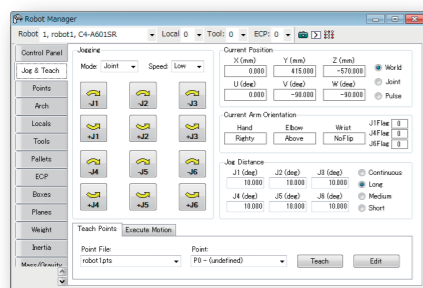 Robot Manager
Robot 1, robot1, C4-A601SR Local 0 Tool: 0 ECP: 0
Control Panel
Jog & Teach
Points
Arch
Locals
Tools
Pallets
ECP
Boxes
Planes
Weight
Inertia
Mass/Gravity
Jogging
Mode: Joint Speed: Low
-J1 -J2 -J3
+J1 +J2 +J3
-J4 -J5 -J6
+J4 +J5 +J6
Current Position
X (mm) Y (mm) Z (mm)
0.000 415.000 -570.000
U (deg) V (deg) W (deg)
0.000 -90.000 -90.000
World
Joint
Pulse
Current Arm Orientation
Hand Elbow Wrist
Righty Above NoFlip
J1Flag 0
J4Flag 0
J6Flag 0
Jog Distance
J1 (deg) J2 (deg) J3 (deg)
10.000 10.000 10.000
J4 (deg) J5 (deg) J6 (deg)
10.000 10.000 10.000
Continuous
Long
Medium
Short
Teach Points Execute Motion
Point File: Point:
robot1pts P0 - (undefined) Teach Edit